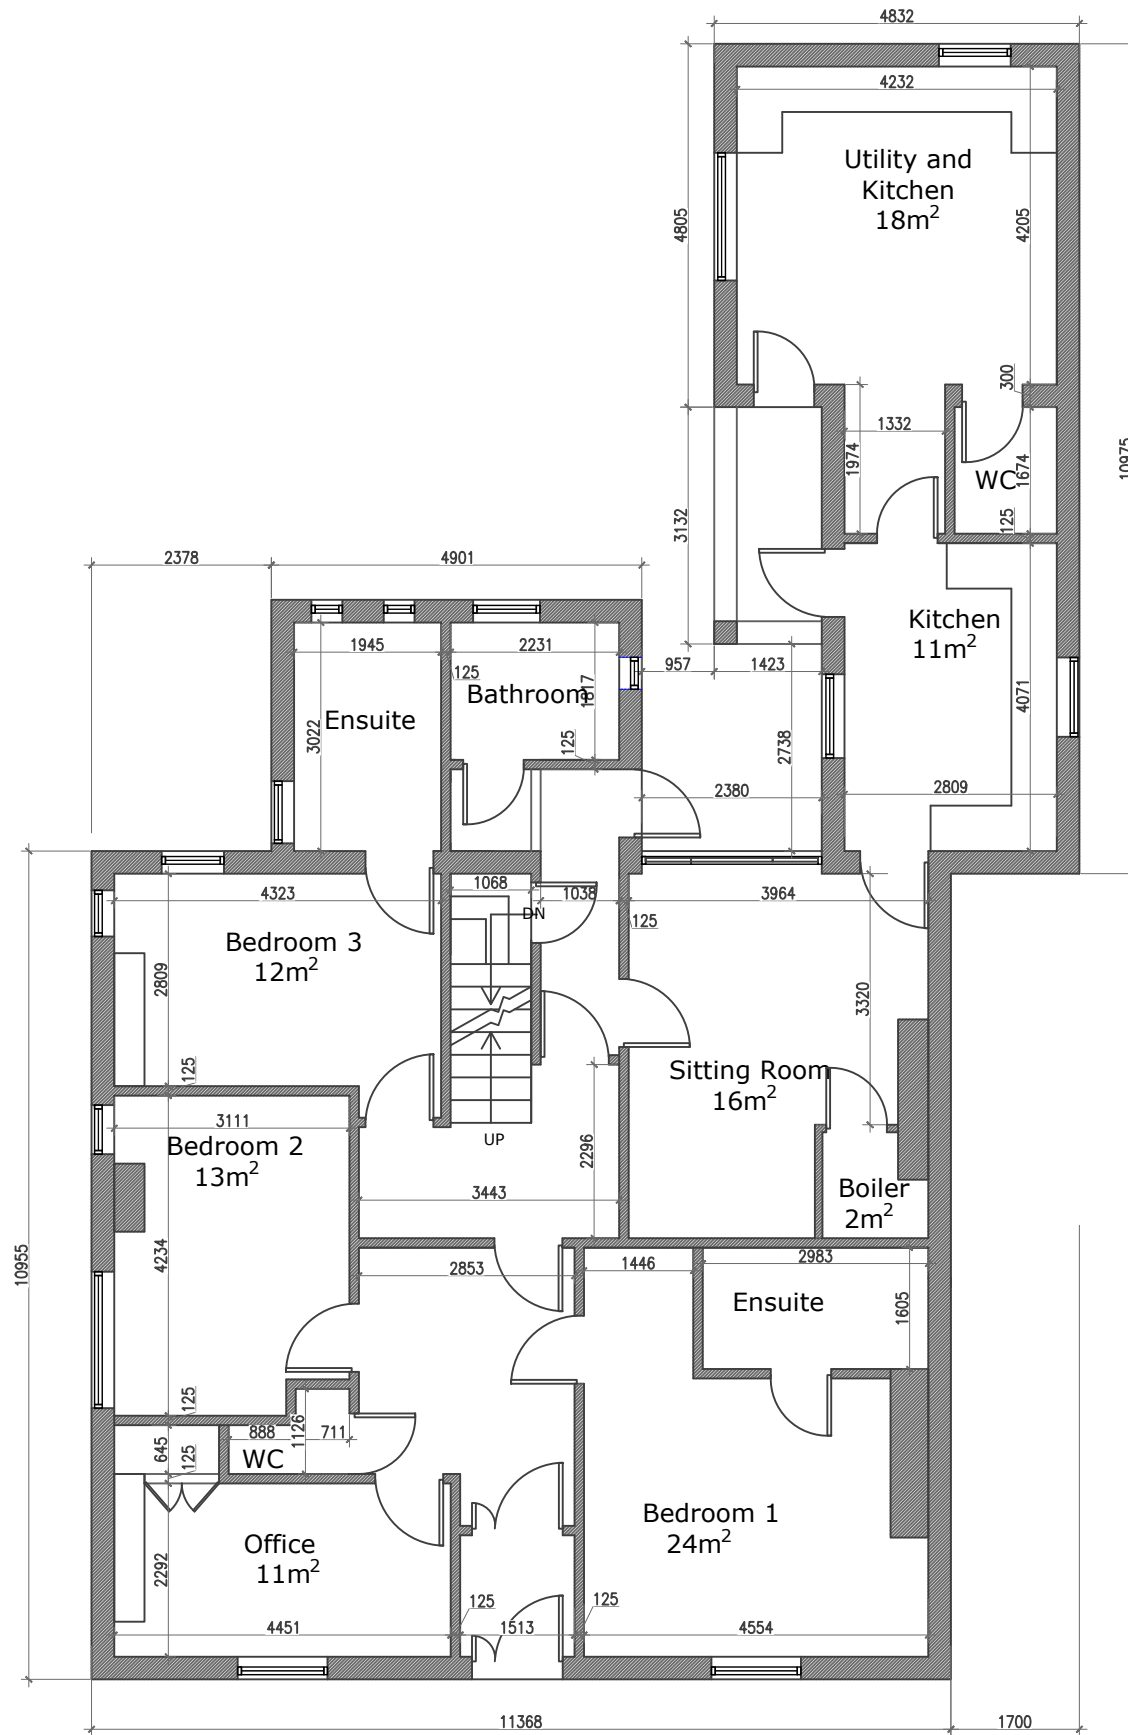 4832
4232
Utility and
Kitchen
18m²
4805
4205
10975
300
1332
1974
WC
1674
125
3132
2378
4901
Kitchen
11m²
1945
2231
125
957
1423
Bathroom
1817
Ensuite
3022
125
2738
4071
2380
2809
4323
1068
1038
3964
DN
125
Bedroom 3
12m²
2809
3320
125
Sitting Room
16m²
3111
UP
Bedroom 2
13m²
2296
3443
Boiler
2m²
4234
10955
2853
1446
2983
Ensuite
1605
125
888
711
1126
645
125
WC
Bedroom 1
24m²
Office
11m²
2292
125
125
4451
1513
4554
11368
1700